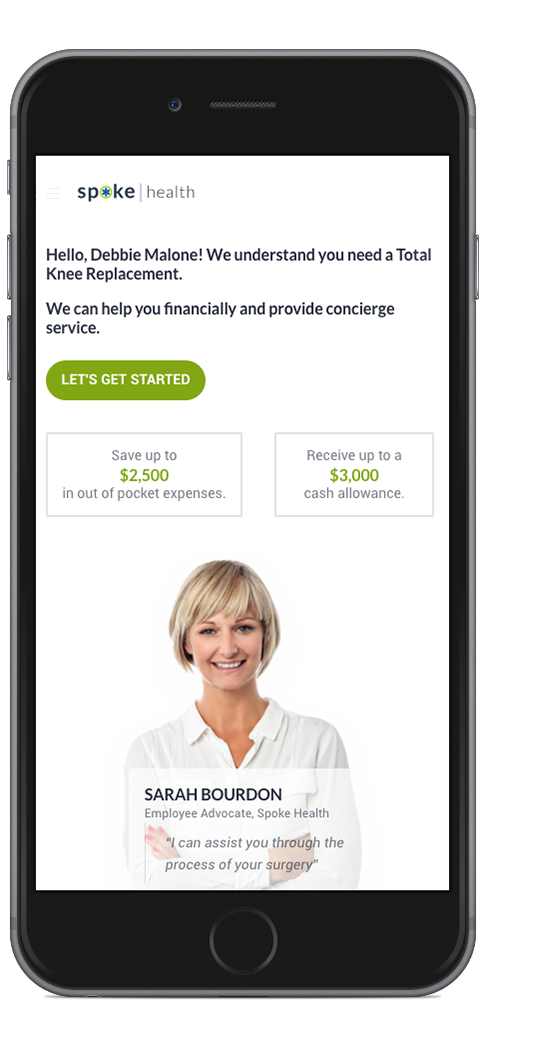 spoke | health
Hello, Debbie Malone! We understand you need a Total
Knee Replacement.
We can help you financially and provide concierge
service.
LET'S GET STARTED
Save up to
$2,500
in out of pocket expenses.
Receive up to a
$3,000
cash allowance.
SARAH BOURDON
Employee Advocate, Spoke Health
"I can assist you through the
process of your surgery"